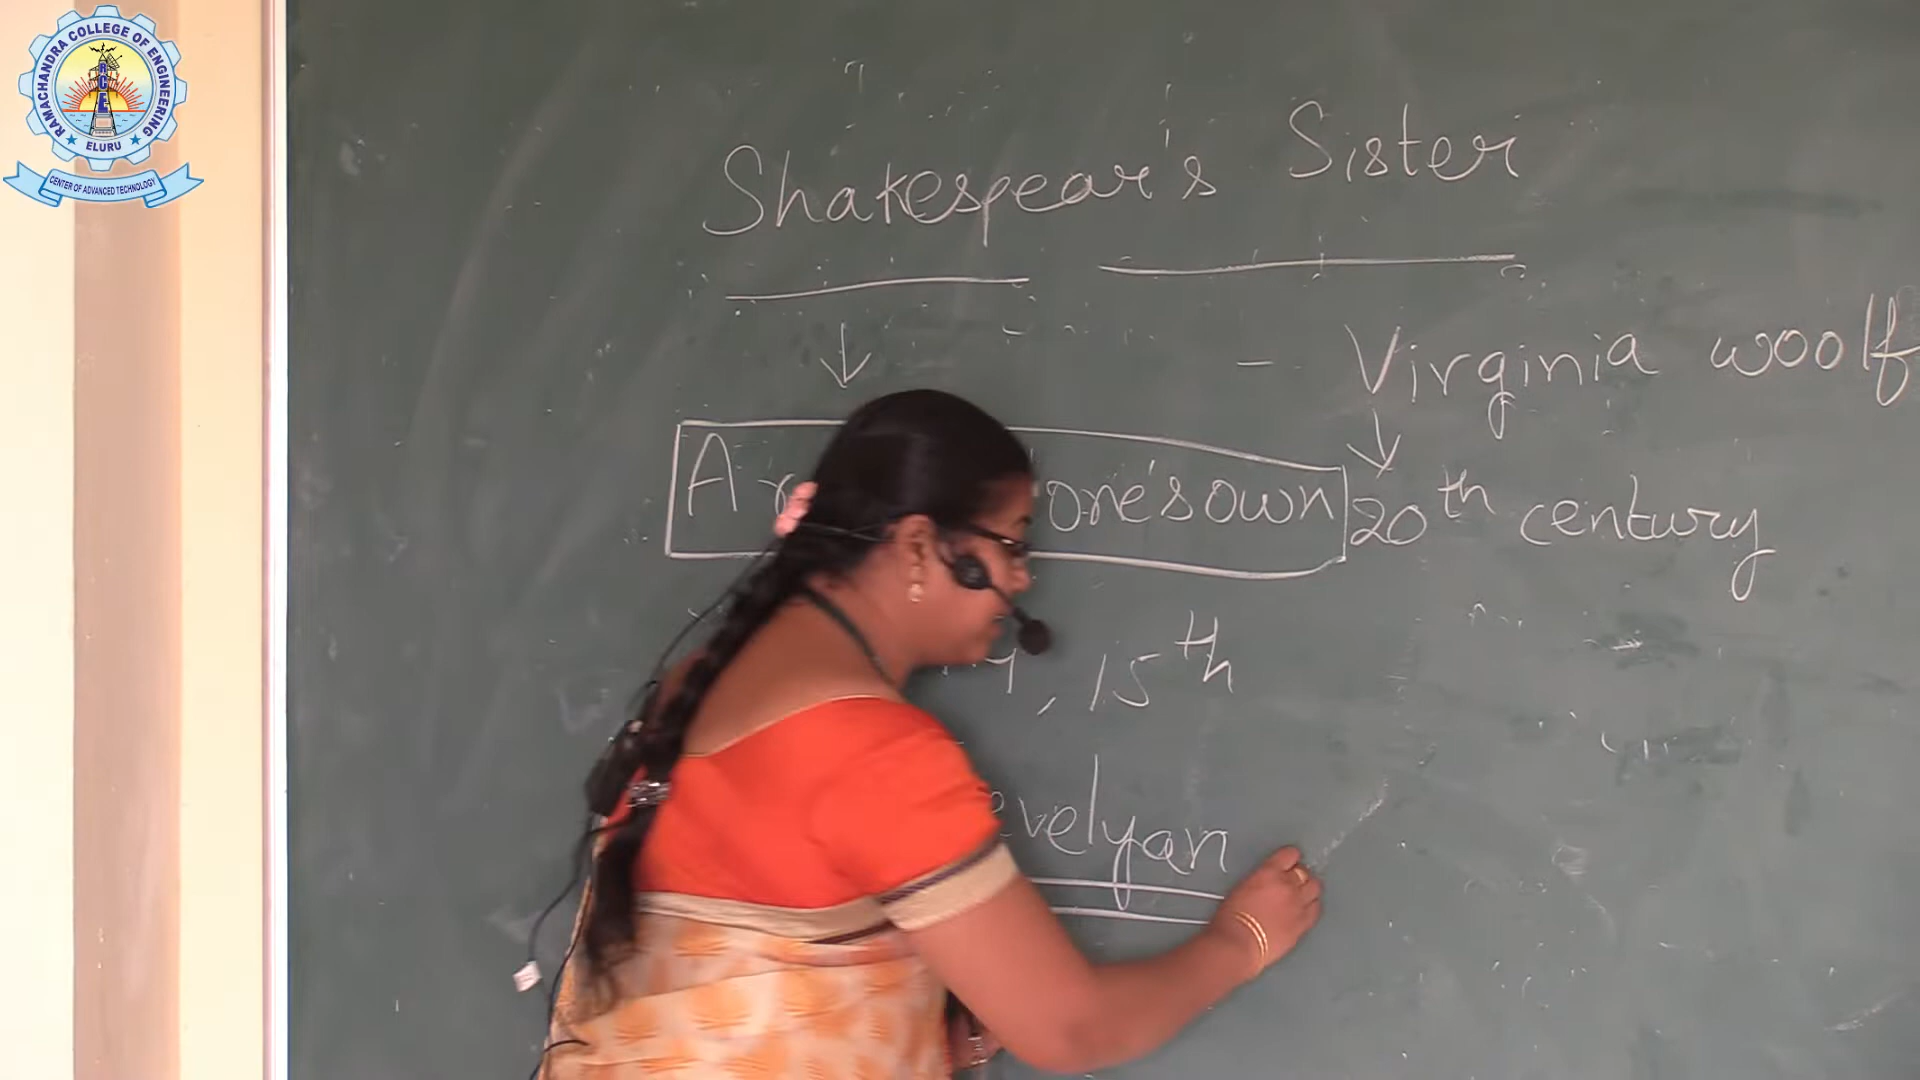 RAMACHANDRA COLLEGE OF ENGINEERING
RCE
★ ELURU ★
CENTER OF ADVANCED TECHNOLOGY
Shakespear's Sister
- Virginia woolf
A one's own
20th century
, 15th
evelyan